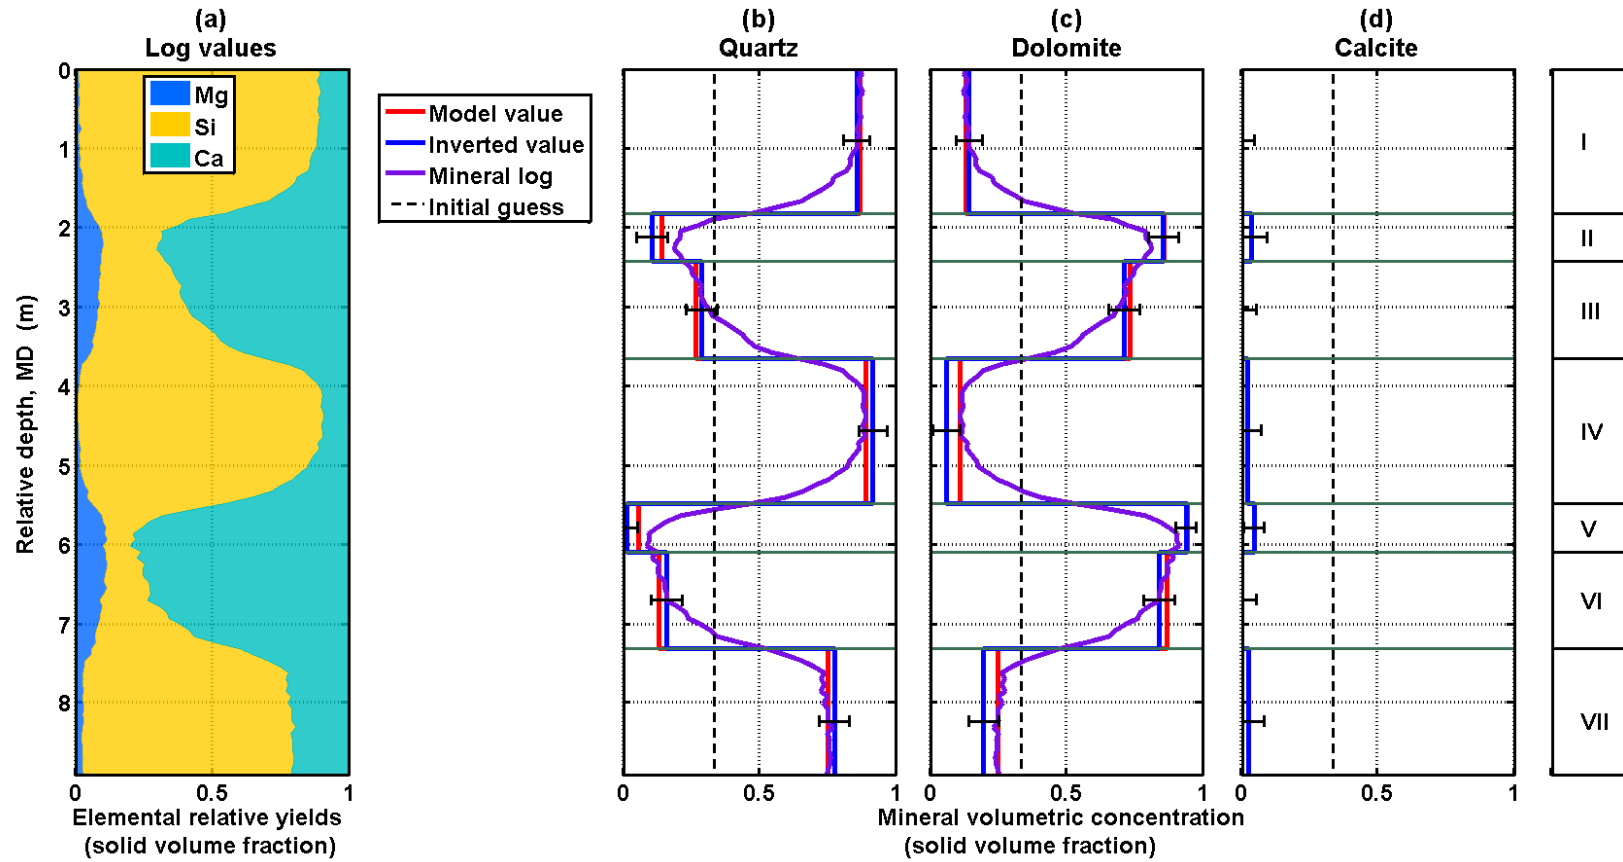 (a)
Log values
(b)
Quartz
(c)
Dolomite
(d)
Calcite
Relative depth, MD (m)
0
1
2
3
4
5
6
7
8
Mg
Si
Ca
Model value
Inverted value
Mineral log
Initial guess
I
II
III
IV
V
VI
VII
0 0.5 1
0 0.5 1
0 0.5 1
0 0.5 1
Elemental relative yields
(solid volume fraction)
Mineral volumetric concentration
(solid volume fraction)